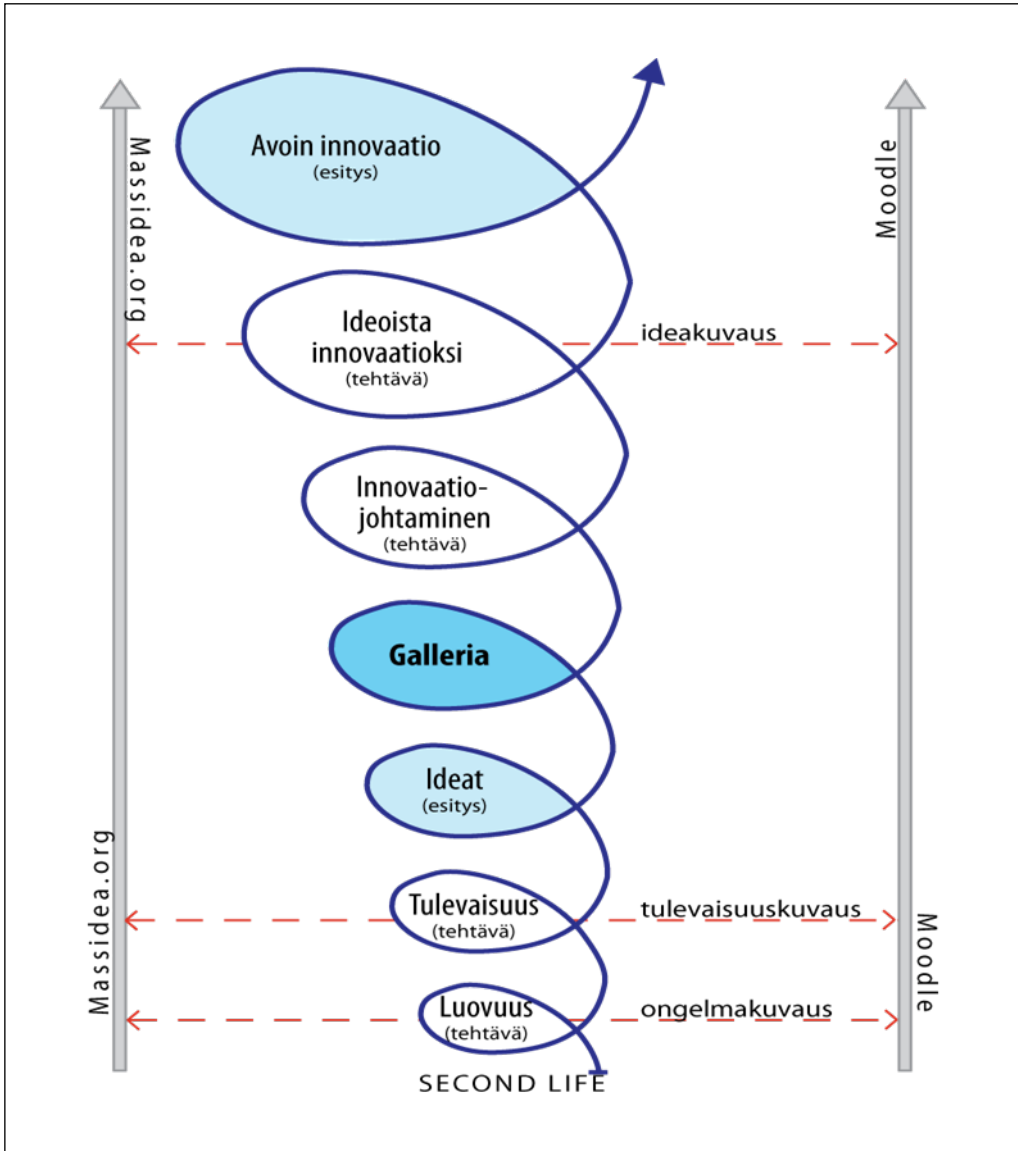 Massidea.org
Moodle
Avoin innovaatio
(esitys)
Ideoista
innovaatioksi
(tehtävä)
ideakuvaus
Innovaatio-
johtaminen
(tehtävä)
Galleria
Ideat
(esitys)
Massidea.org
Tulevaisuus
(tehtävä)
tulevaisuuskuvaus
Moodle
Luovuus
(tehtävä)
ongelmakuvaus
SECOND LIFE